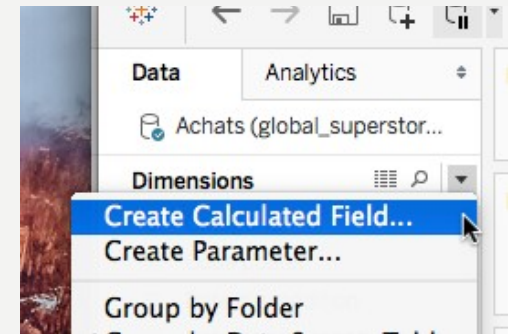 Data Analytics
Achats (global_superstor...
Dimensions
Create Calculated Field...
Create Parameter...
Group by Folder